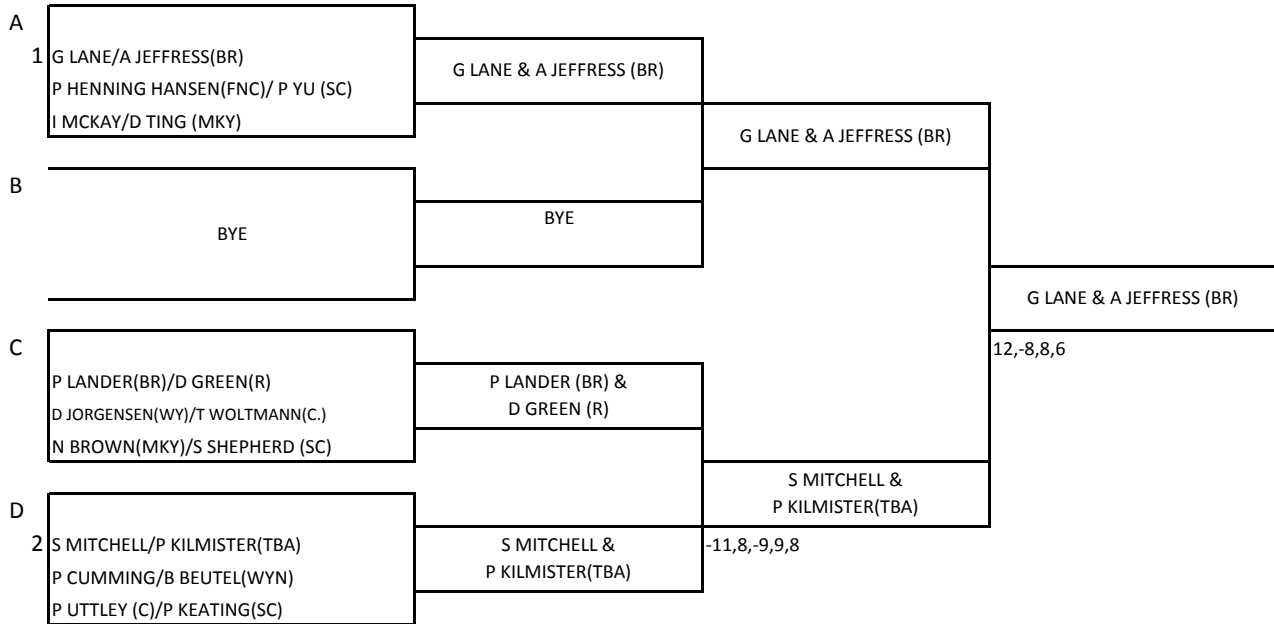 A
1 G LANE/A JEFFRESS(BR)
P HENNING HANSEN(FNC)/ P YU (SC)
I MCKAY/D TING (MKY)
G LANE & A JEFFRESS (BR)
G LANE & A JEFFRESS (BR)
B
BYE
BYE
G LANE & A JEFFRESS (BR)
12,-8,8,6
C
P LANDER(BR)/D GREEN(R)
D JORGENSEN(WY)/T WOLTMANN(C.)
N BROWN(MKY)/S SHEPHERD (SC)
P LANDER (BR) &
D GREEN (R)
S MITCHELL &
P KILMISTER(TBA)
D
2 S MITCHELL/P KILMISTER(TBA)
P CUMMING/B BEUTEL(WYN)
P UTTLEY (C)/P KEATING(SC)
S MITCHELL &
P KILMISTER(TBA)
-11,8,-9,9,8